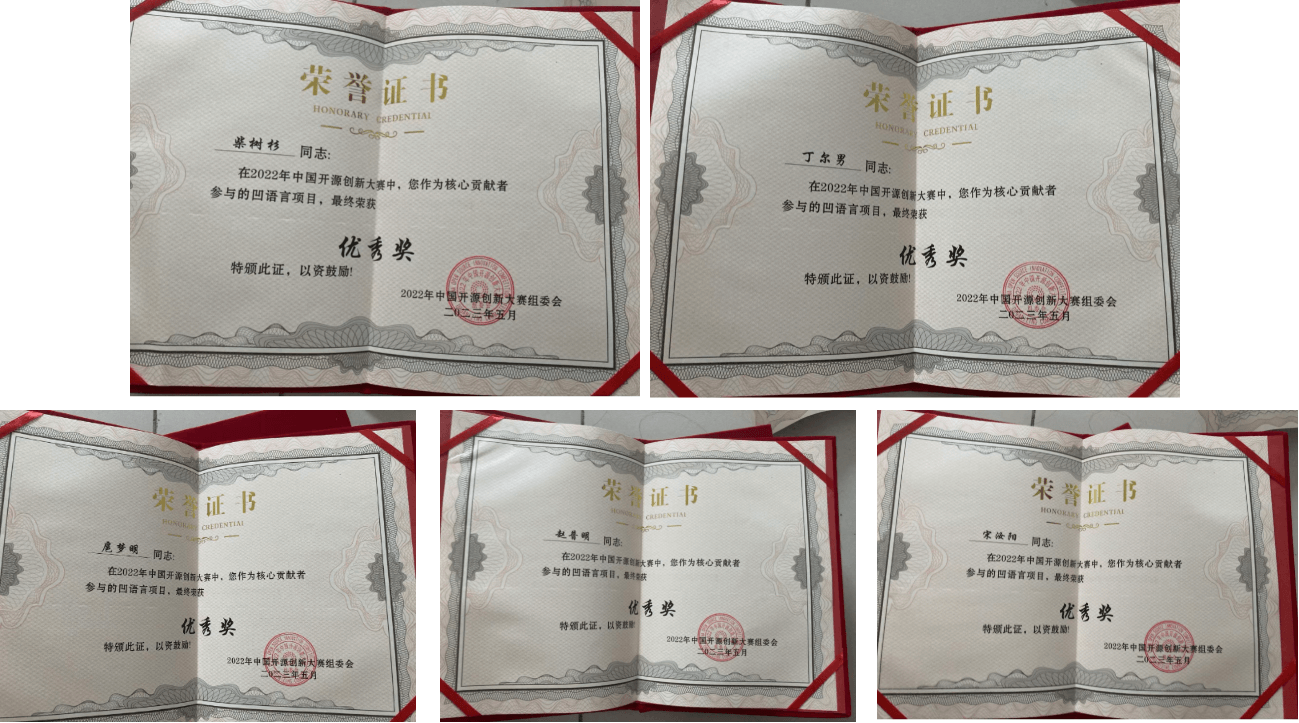 荣誉证书
HONORARY CREDENTIAL
柴树杉 同志:
在2022年中国开源创新大赛中，您作为核心贡献者
参与的凹语言项目，最终荣获
优秀奖
特颁此证，以资鼓励!
2022年中国开源创新大赛组委会
二〇二三年五月
荣誉证书
HONORARY CREDENTIAL
丁尔男 同志:
在2022年中国开源创新大赛中，您作为核心贡献者
参与的凹语言项目，最终荣获
优秀奖
特颁此证，以资鼓励!
2022年中国开源创新大赛组委会
二〇二三年五月
荣誉证书
HONORARY CREDENTIAL
扈梦明 同志:
在2022年中国开源创新大赛中，您作为核心贡献者
参与的凹语言项目，最终荣获
优秀奖
特颁此证，以资鼓励!
2022年中国开源创新大赛组委会
二〇二三年五月
荣誉证书
HONORARY CREDENTIAL
赵普明 同志:
在2022年中国开源创新大赛中，您作为核心贡献者
参与的凹语言项目，最终荣获
优秀奖
特颁此证，以资鼓励!
2022年中国开源创新大赛组委会
二〇二三年五月
荣誉证书
HONORARY CREDENTIAL
宋汝阳 同志:
在2022年中国开源创新大赛中，您作为核心贡献者
参与的凹语言项目，最终荣获
优秀奖
特颁此证，以资鼓励!
2022年中国开源创新大赛组委会
二〇二三年五月